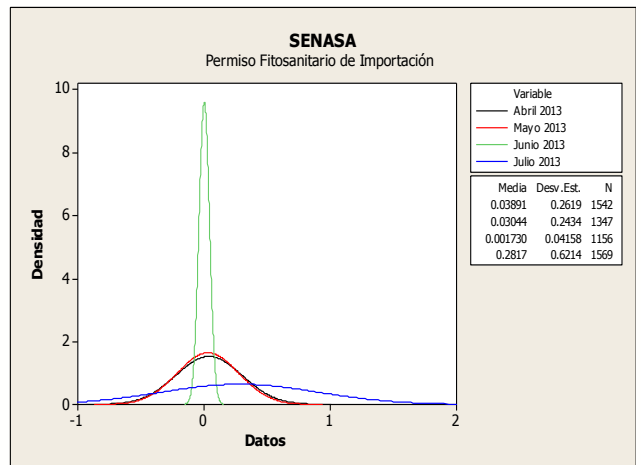 SENASA
Permiso Fitosanitario de Importación
10
8
6
4
2
0
Densidad
-1 0 1 2
Datos
Variable
Abril 2013
Mayo 2013
Junio 2013
Julio 2013
Media Desv.Est. N
0.03891 0.2619 1542
0.03044 0.2434 1347
0.001730 0.04158 1156
0.2817 0.6214 1569